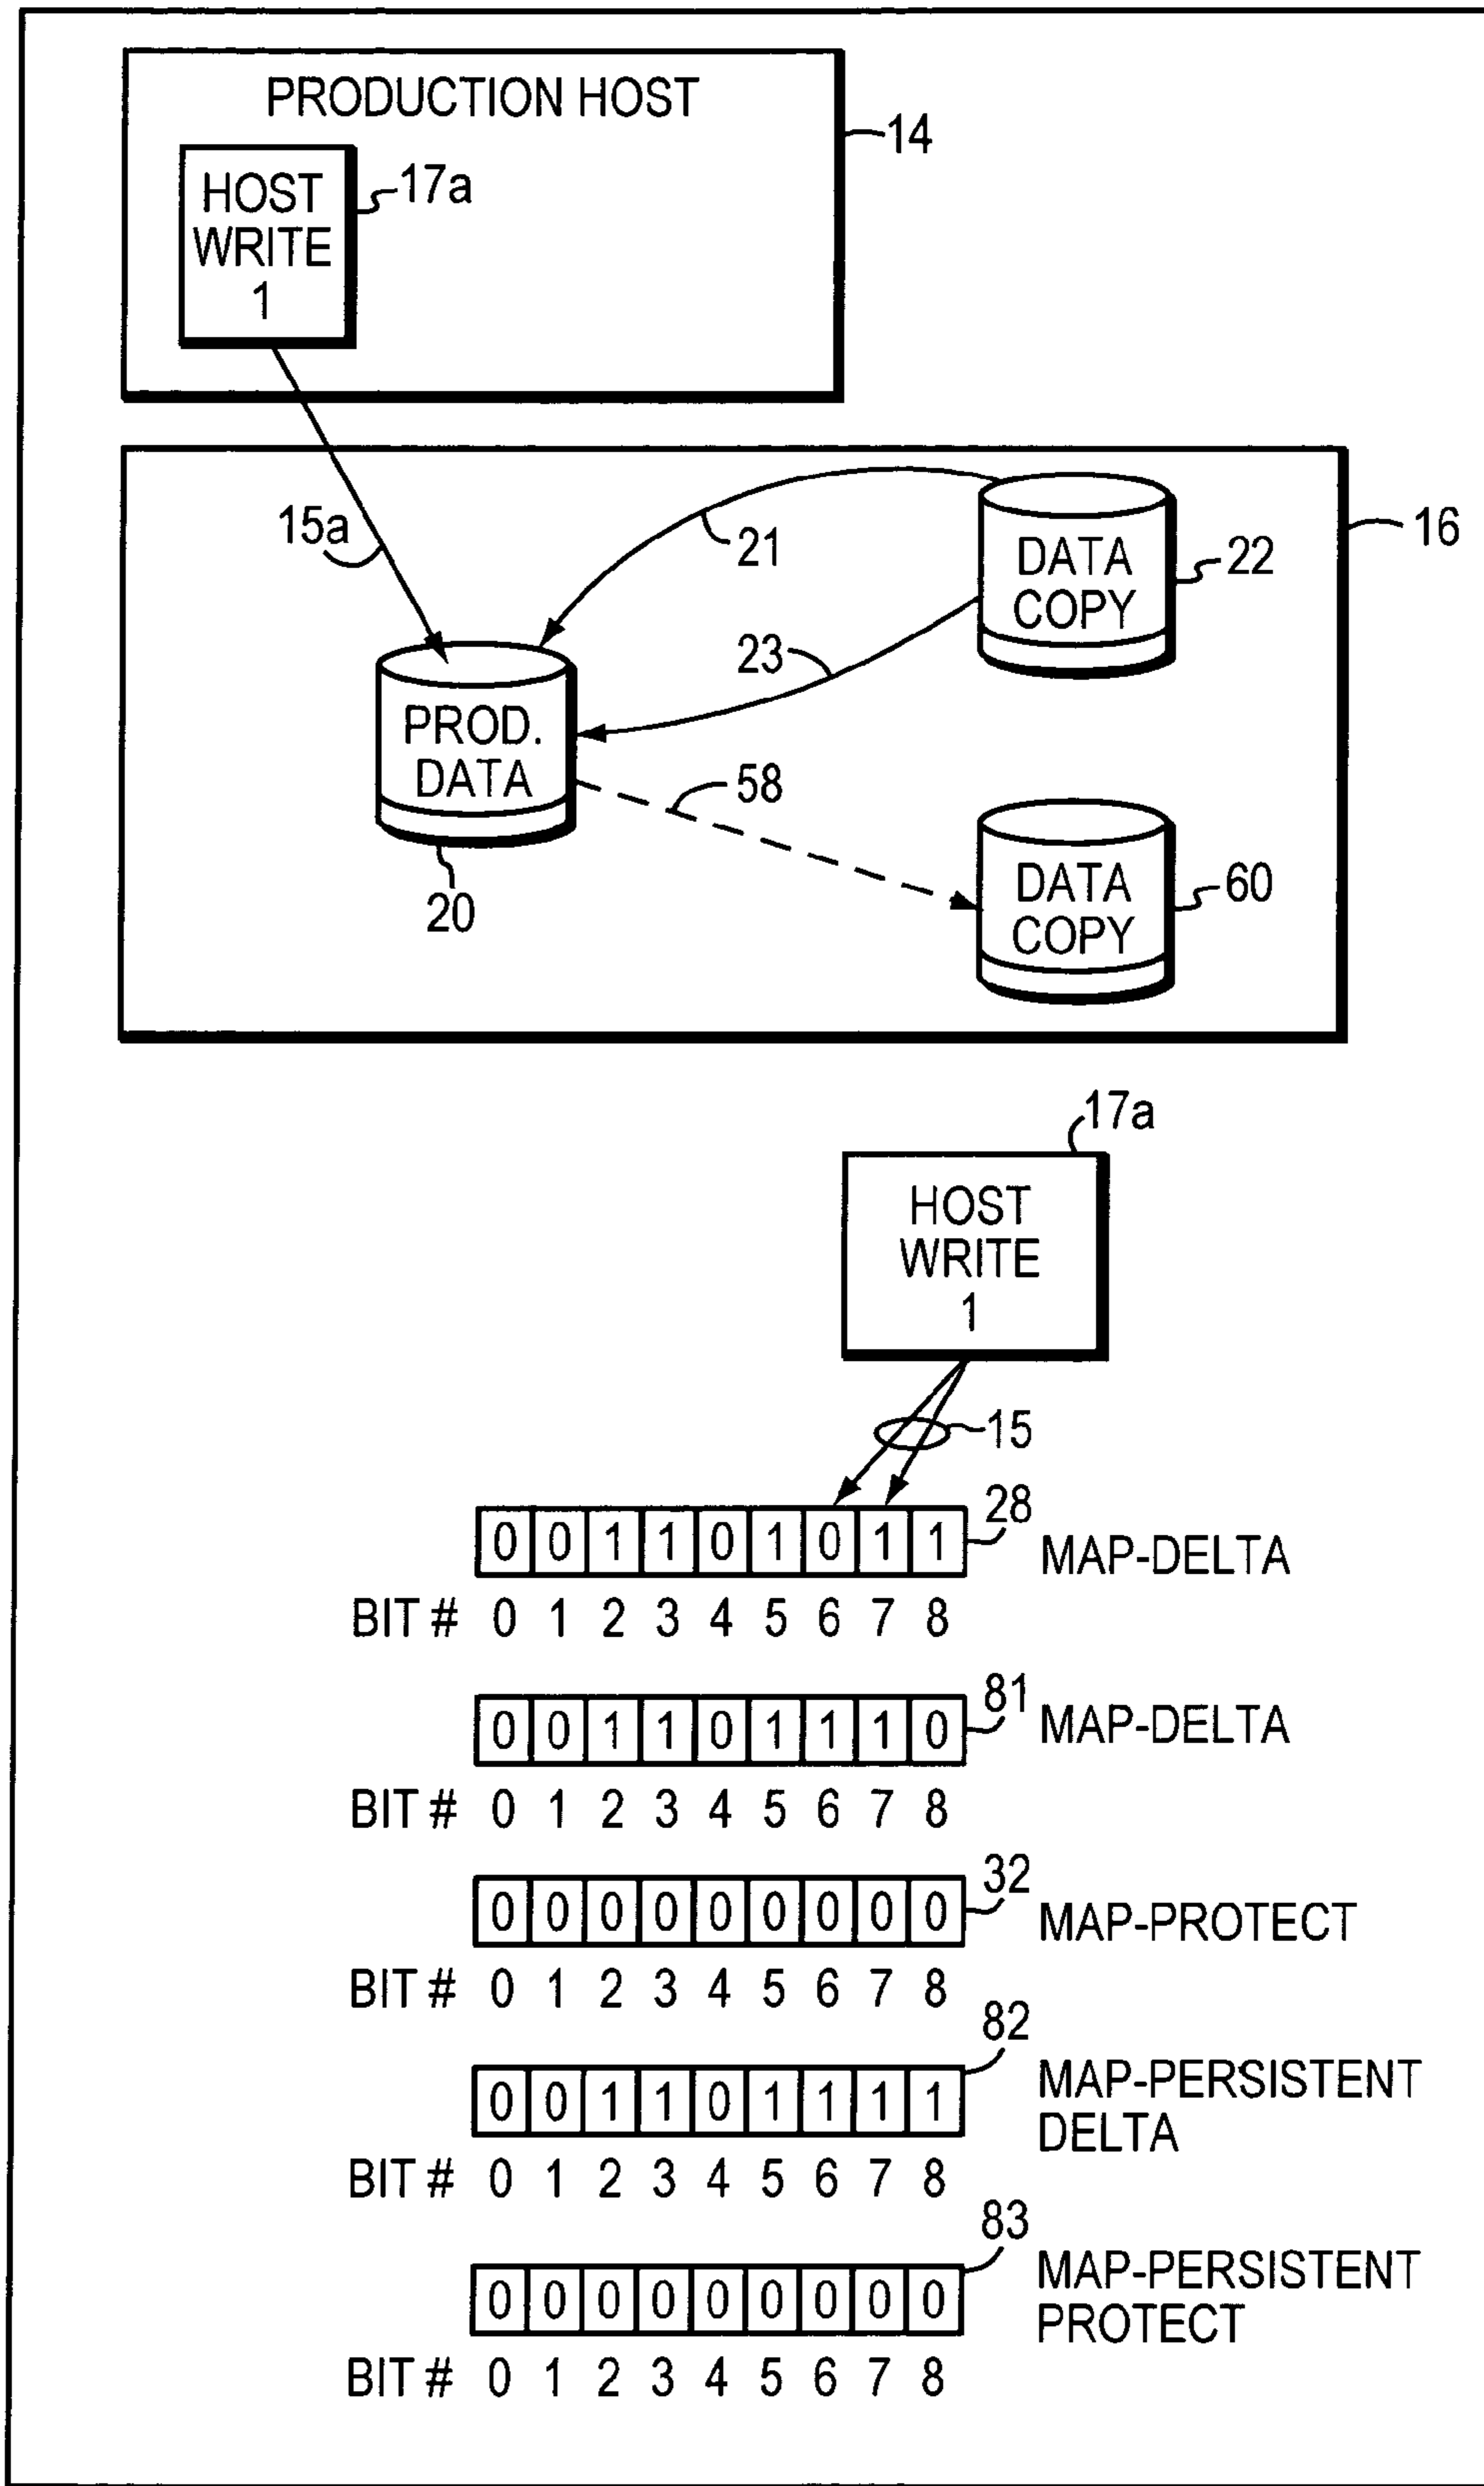 PRODUCTION HOST
14
HOST
WRITE
1
17a
15a
21
DATA
COPY
22
16
23
PROD.
DATA
20
58
DATA
COPY
60
17a
HOST
WRITE
1
15
0 0 1 1 0 1 0 1 1
28
MAP-DELTA
BIT # 0 1 2 3 4 5 6 7 8
0 0 1 1 0 1 1 1 0
81
MAP-DELTA
BIT # 0 1 2 3 4 5 6 7 8
0 0 0 0 0 0 0 0 0
32
MAP-PROTECT
BIT # 0 1 2 3 4 5 6 7 8
0 0 1 1 0 1 1 1 1
82
MAP-PERSISTENT
DELTA
BIT # 0 1 2 3 4 5 6 7 8
0 0 0 0 0 0 0 0 0
83
MAP-PERSISTENT
PROTECT
BIT # 0 1 2 3 4 5 6 7 8